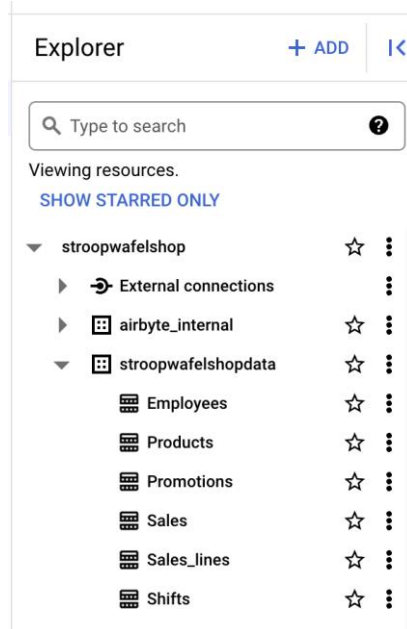 Explorer + ADD
Type to search
Viewing resources.
SHOW STARRED ONLY
stroopwafelshop
External connections
airbyte_internal
stroopwafelshopdata
Employees
Products
Promotions
Sales
Sales_lines
Shifts